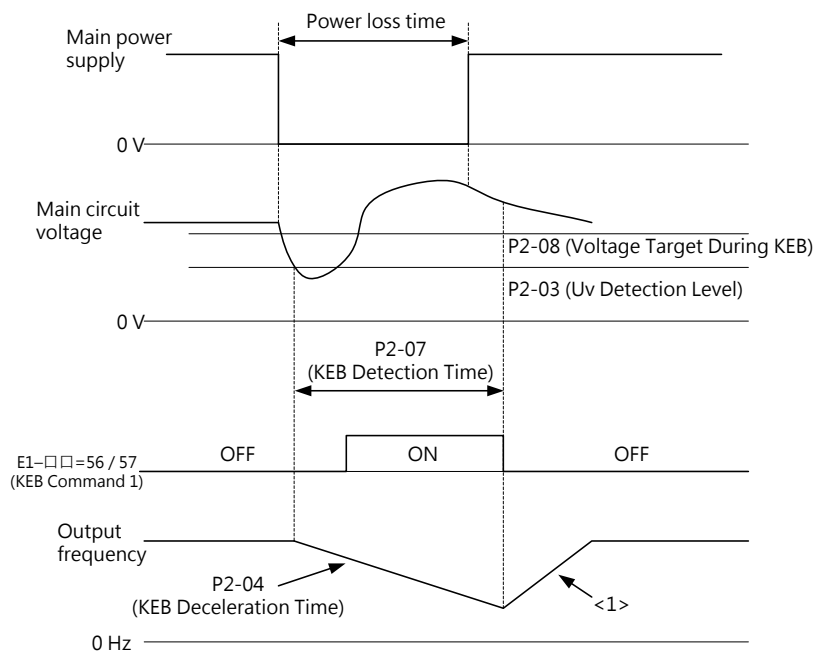 Power loss time
Main power
supply
0 V
Main circuit
voltage
P2-08 (Voltage Target During KEB)
P2-03 (Uv Detection Level)
0 V
P2-07
(KEB Detection Time)
E1–口口=56 / 57
(KEB Command 1)
OFF
ON
OFF
Output
frequency
P2-04
(KEB Deceleration Time)
<1>
0 Hz